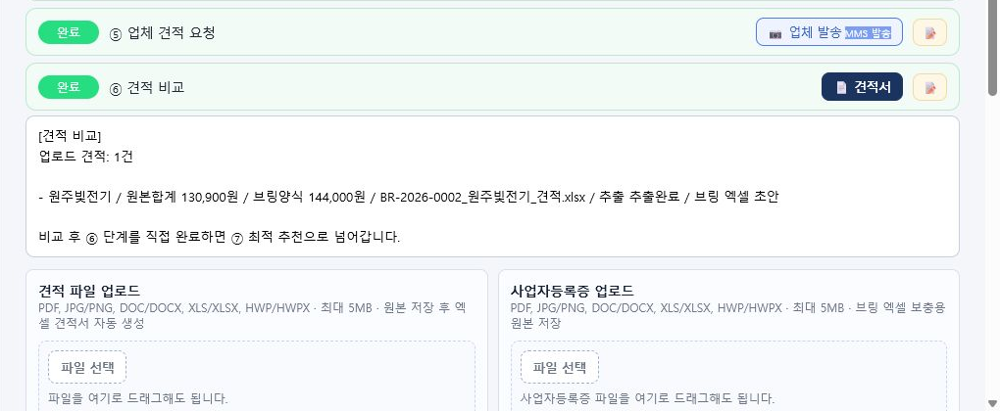 완료 ⑤ 업체 견적 요청 업체 발송 MMS 발송
완료 ⑥ 견적 비교 견적서
[견적 비교]
업로드 견적: 1건
- 원주빛전기 / 원본합계 130,900원 / 브링양식 144,000원 / BR-2026-0002_원주빛전기_견적.xlsx / 추출 추출완료 / 브링 엑셀 초안
비교 후 ⑥ 단계를 직접 완료하면 ⑦ 최적 추천으로 넘어갑니다.
견적 파일 업로드
PDF, JPG/PNG, DOC/DOCX, XLS/XLSX, HWP/HWPX · 최대 5MB · 원본 저장 후 엑
셀 견적서 자동 생성
파일 선택
파일을 여기로 드래그해도 됩니다.
사업자등록증 업로드
PDF, JPG/PNG, DOC/DOCX, XLS/XLSX, HWP/HWPX · 최대 5MB · 브링 엑셀 보충용
원본 저장
파일 선택
사업자등록증 파일을 여기로 드래그해도 됩니다.